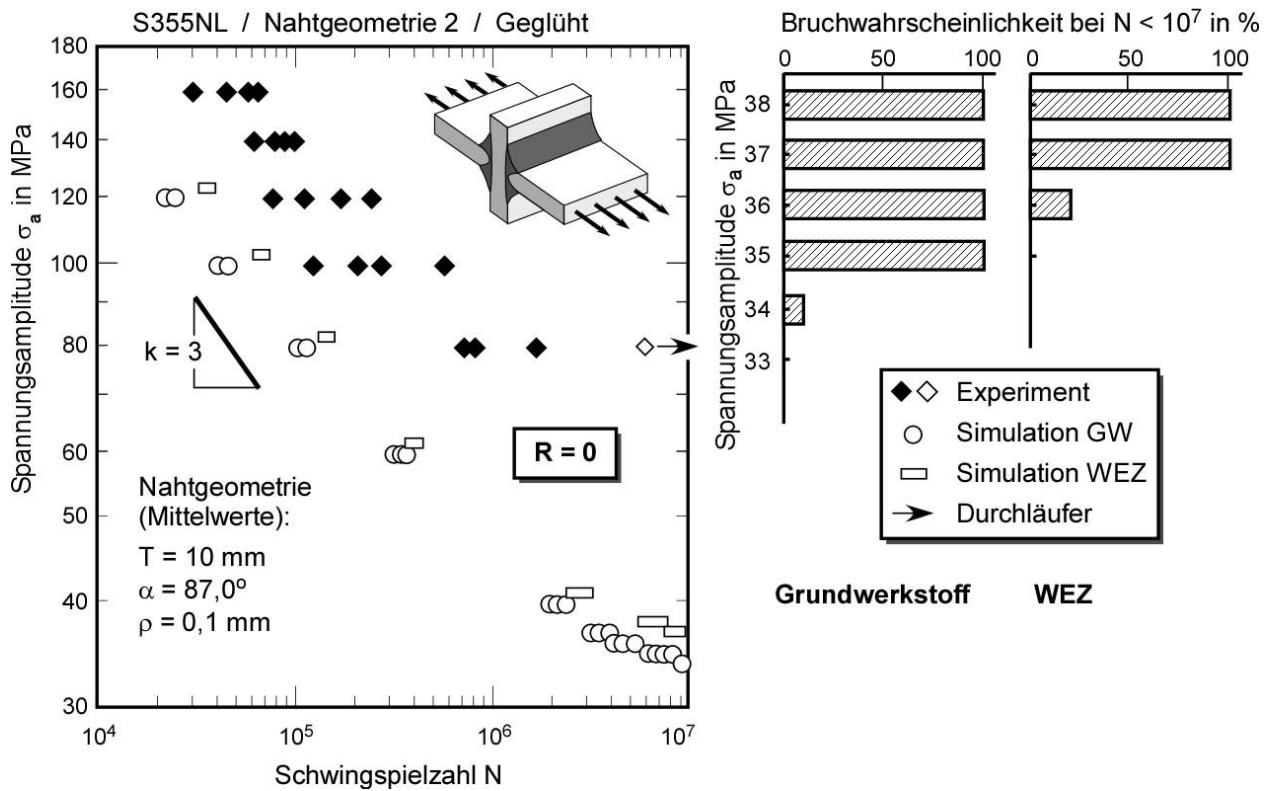 S355NL / Nahtgeometrie 2 / Geglüht
Spannungsamplitude σa in MPa
180
160
140
120
100
80
60
50
40
30
k = 3
R = 0
Nahtgeometrie
(Mittelwerte):
T = 10 mm
α = 87,0º
ρ = 0,1 mm
10⁴
10⁵
10⁶
10⁷
Schwingspielzahl N
Bruchwahrscheinlichkeit bei N < 10⁷ in %
0 50 100 0 50 100
Spannungsamplitude σa in MPa
38
37
36
35
34
33
Experiment
Simulation GW
Simulation WEZ
Durchläufer
Grundwerkstoff WEZ